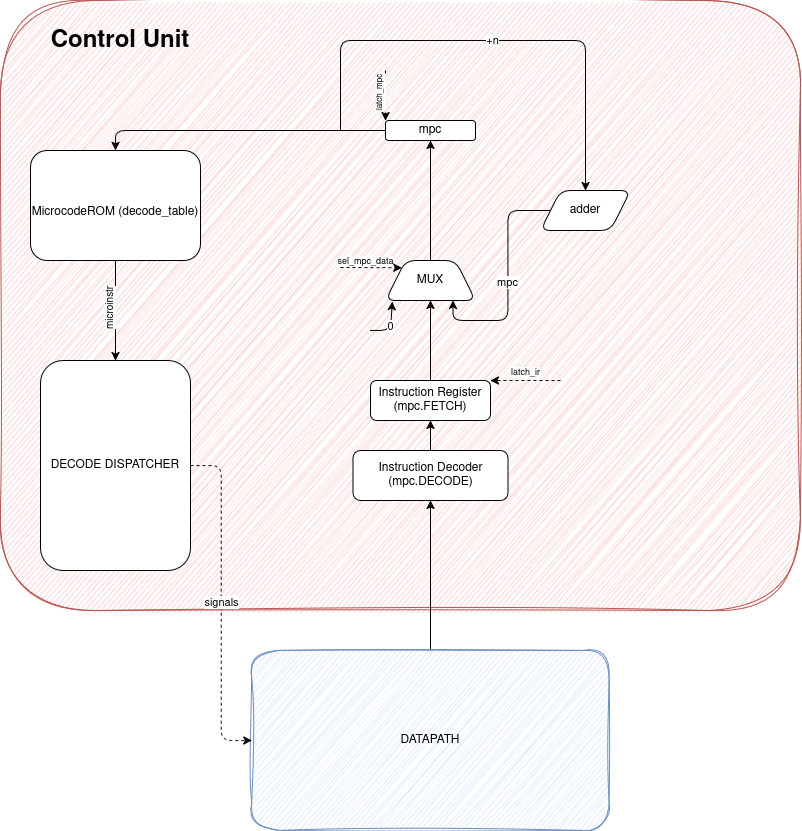 Control Unit
+n
latch_mpc
mpc
MicrocodeROM (decode_table)
adder
sel_mpc_data
MUX
mpc
microinstr
0
latch_ir
Instruction Register
(mpc.FETCH)
DECODE DISPATCHER
Instruction Decoder
(mpc.DECODE)
signals
DATAPATH